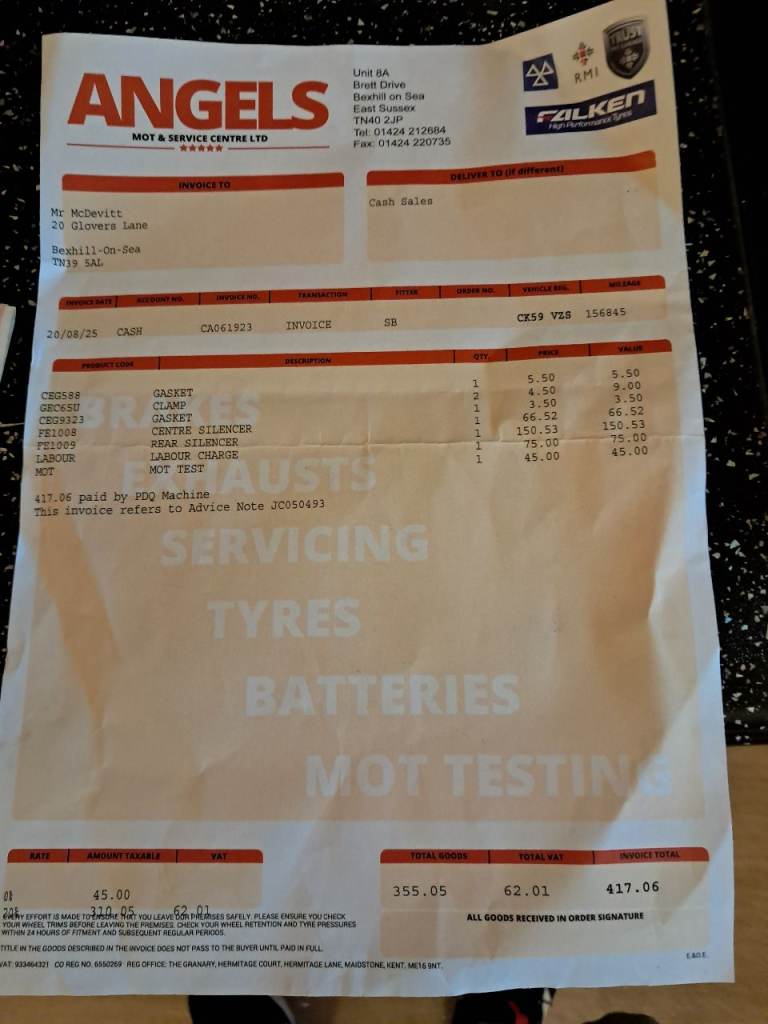 ANGELS
MOT & SERVICE CENTRE LTD
Unit 8A
Brett Drive
Bexhill on Sea
East Sussex
TN40 2JP
Tel: 01424 212684
Fax: 01424 220735
RMI
TRUST
FALKEN
High Performance Tyres
INVOICE TO
Mr McDevitt
20 Glovers Lane
Bexhill-On-Sea
TN39 5AL
DELIVER TO (if different)
Cash Sales
INVOICE DATE ACCOUNT NO. INVOICE NO. TRANSACTION FITTER ORDER NO. VEHICLE REG. MILEAGE
20/08/25 CASH CA061923 INVOICE SB CK59 VZS 156845
PRODUCT CODE DESCRIPTION QTY. PRICE VALUE
CEG588 GASKET 1 5.50 5.50
GEC65U CLAMP 2 4.50 9.00
CEG9323 GASKET 1 3.50 3.50
FE1008 CENTRE SILENCER 1 66.52 66.52
FE1009 REAR SILENCER 1 150.53 150.53
LABOUR LABOUR CHARGE 1 75.00 75.00
MOT MOT TEST 1 45.00 45.00
417.06 paid by PDQ Machine
This invoice refers to Advice Note JC050493
BRAKES
EXHAUSTS
SERVICING
TYRES
BATTERIES
MOT TESTING
RATE AMOUNT TAXABLE VAT
0% 45.00
20% 310.05 62.01
TOTAL GOODS TOTAL VAT INVOICE TOTAL
355.05 62.01 417.06
ALL GOODS RECEIVED IN ORDER SIGNATURE
EVERY EFFORT IS MADE TO ENSURE THAT YOU LEAVE OUR PREMISES SAFELY. PLEASE ENSURE YOU CHECK
YOUR WHEEL TRIMS BEFORE LEAVING THE PREMISES. CHECK YOUR WHEEL RETENTION AND TYRE PRESSURES
WITHIN 24 HOURS OF FITMENT AND SUBSEQUENT REGULAR PERIODS.
TITLE IN THE GOODS DESCRIBED IN THE INVOICE DOES NOT PASS TO THE BUYER UNTIL PAID IN FULL.
VAT: 933464321 CO REG NO. 6550269 REG OFFICE: THE GRANARY, HERMITAGE COURT, HERMITAGE LANE, MAIDSTONE, KENT. ME16 9NT.
E.&O.E.